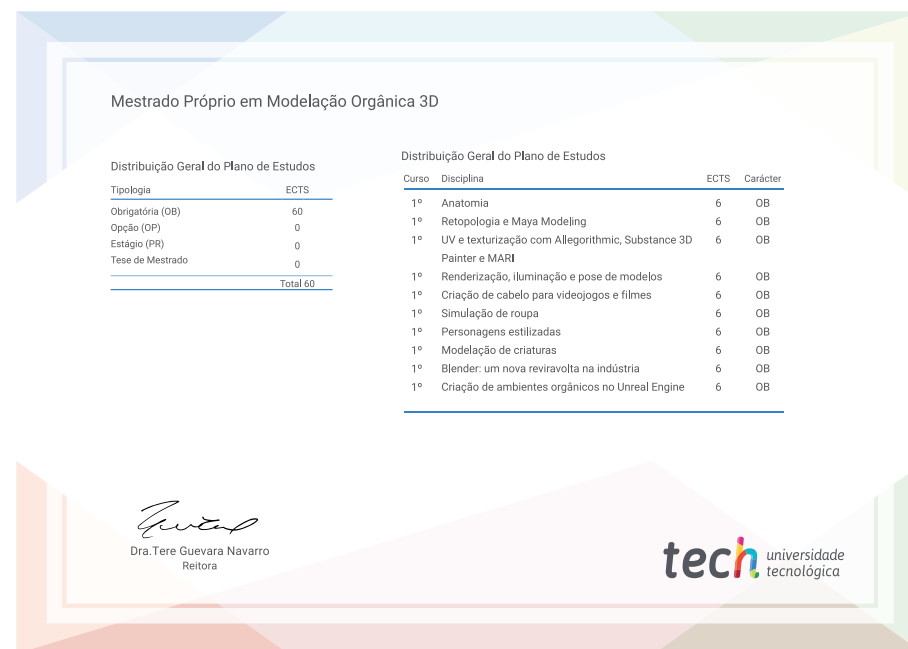 Mestrado Próprio em Modelação Orgânica 3D
Distribuição Geral do Plano de Estudos
Tipologia ECTS
Obrigatória (OB) 60
Opção (OP) 0
Estágio (PR) 0
Tese de Mestrado 0
Total 60
Distribuição Geral do Plano de Estudos
Curso Disciplina ECTS Carácter
1º Anatomia 6 OB
1º Retopologia e Maya Modeling 6 OB
1º UV e texturização com Allegorithmic, Substance 3D 6 OB
Painter e MARI
1º Renderização, iluminação e pose de modelos 6 OB
1º Criação de cabelo para videojogos e filmes 6 OB
1º Simulação de roupa 6 OB
1º Personagens estilizadas 6 OB
1º Modelação de criaturas 6 OB
1º Blender: um nova reviravolta na indústria 6 OB
1º Criação de ambientes orgânicos no Unreal Engine 6 OB
Dra.Tere Guevara Navarro
Reitora
tech universidade
tecnológica